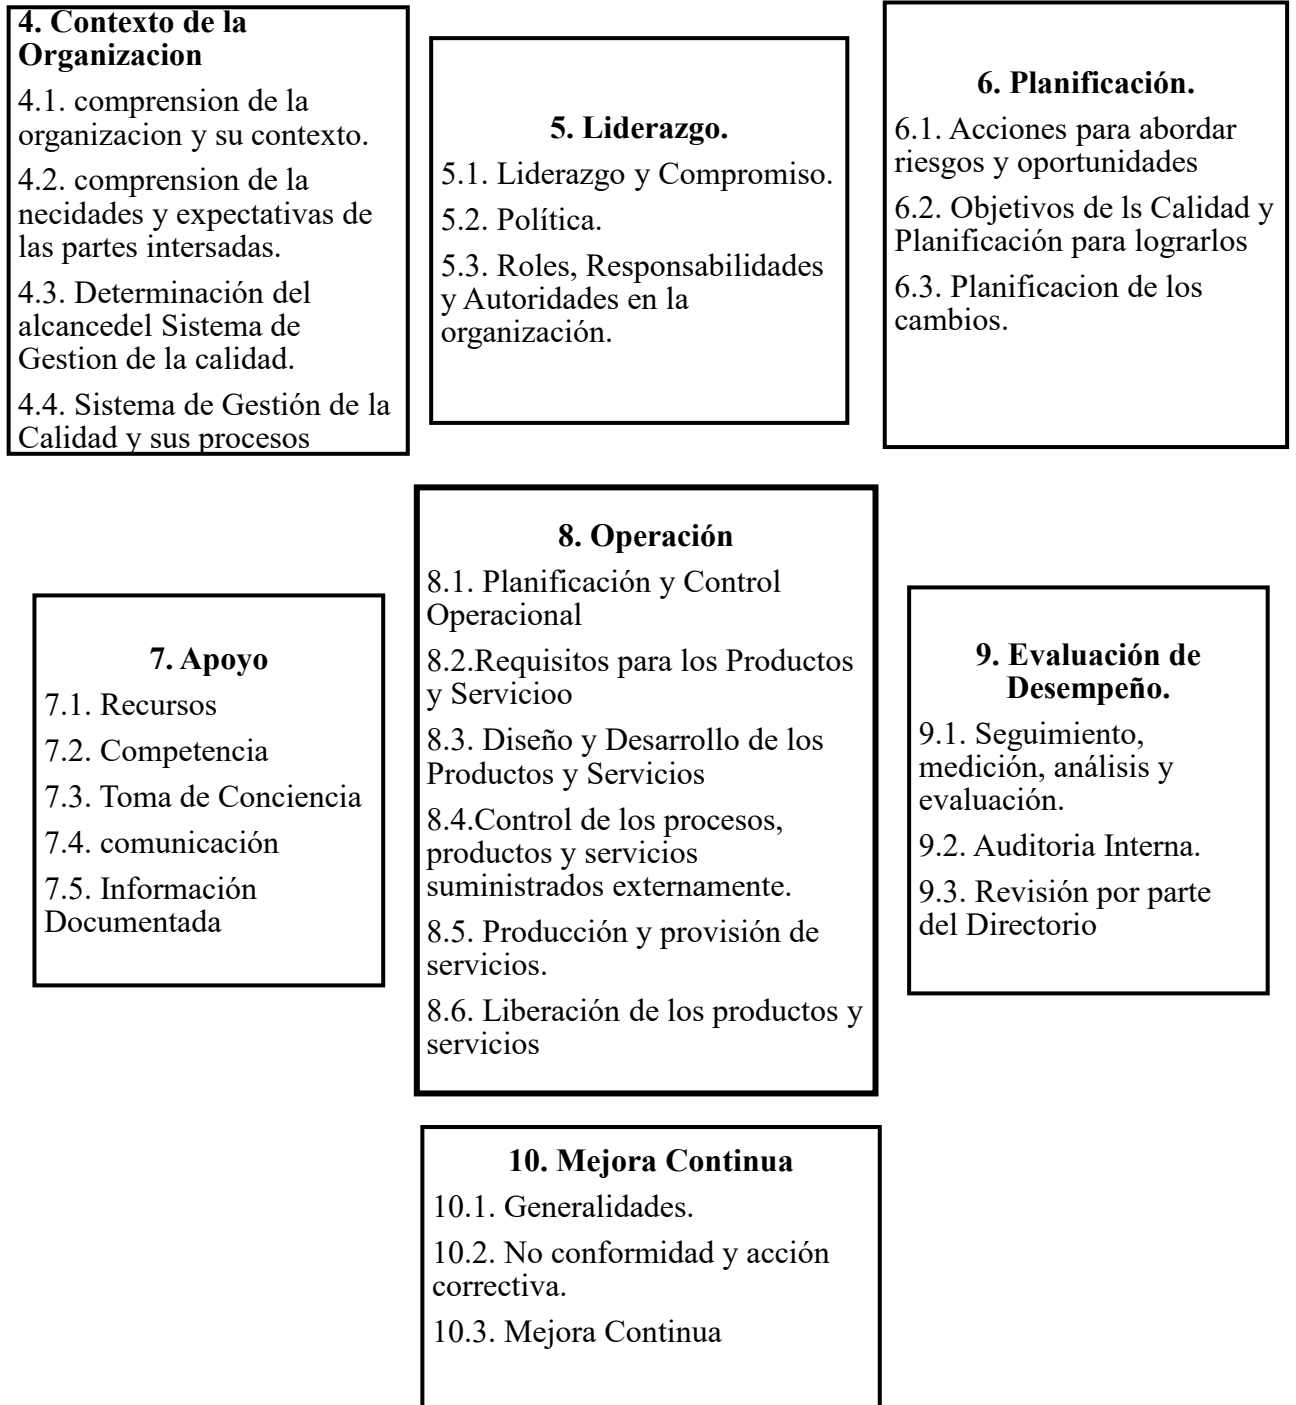 4. Contexto de la
Organizacion
4.1. comprension de la
organizacion y su contexto.
4.2. comprension de la
necidades y expectativas de
las partes intersadas.
4.3. Determinación del
alcancedel Sistema de
Gestion de la calidad.
4.4. Sistema de Gestión de la
Calidad y sus procesos
5. Liderazgo.
5.1. Liderazgo y Compromiso.
5.2. Política.
5.3. Roles, Responsabilidades
y Autoridades en la
organización.
6. Planificación.
6.1. Acciones para abordar
riesgos y oportunidades
6.2. Objetivos de ls Calidad y
Planificación para lograrlos
6.3. Planificacion de los
cambios.
7. Apoyo
7.1. Recursos
7.2. Competencia
7.3. Toma de Conciencia
7.4. comunicación
7.5. Información
Documentada
8. Operación
8.1. Planificación y Control
Operacional
8.2.Requisitos para los Productos
y Servicioo
8.3. Diseño y Desarrollo de los
Productos y Servicios
8.4.Control de los procesos,
productos y servicios
suministrados externamente.
8.5. Producción y provisión de
servicios.
8.6. Liberación de los productos y
servicios
9. Evaluación de
Desempeño.
9.1. Seguimiento,
medición, análisis y
evaluación.
9.2. Auditoria Interna.
9.3. Revisión por parte
del Directorio
10. Mejora Continua
10.1. Generalidades.
10.2. No conformidad y acción
correctiva.
10.3. Mejora Continua